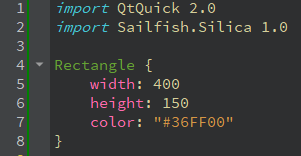 1 import QtQuick 2.0
2 import Sailfish.Silica 1.0
3
4 Rectangle {
5 width: 400
6 height: 150
7 color: "#36FF00"
8 }